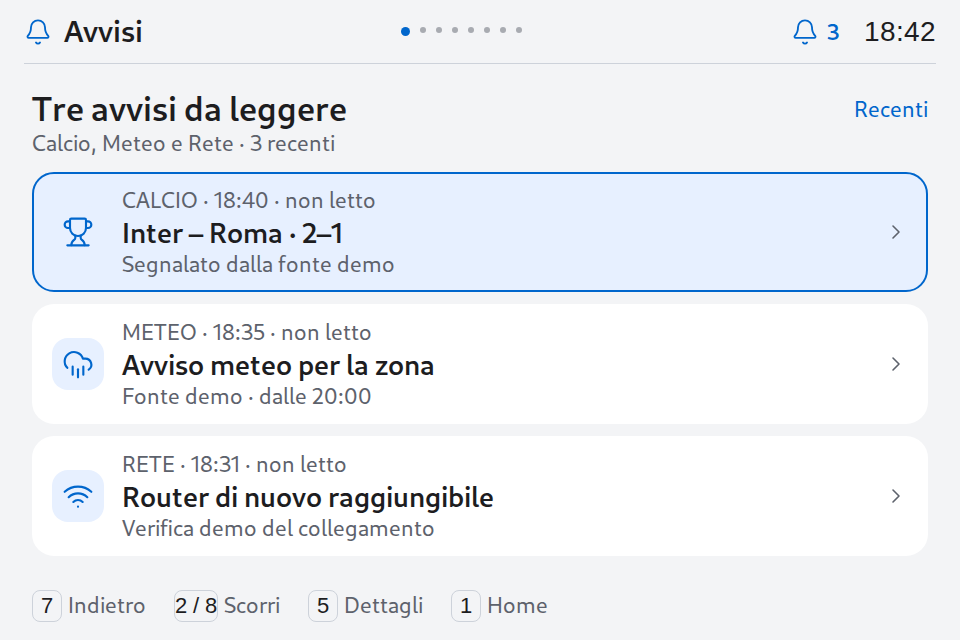 Avvisi
3 18:42
Tre avvisi da leggere
Recenti
Calcio, Meteo e Rete · 3 recenti
CALCIO · 18:40 · non letto
Inter – Roma · 2–1
Segnalato dalla fonte demo
METEO · 18:35 · non letto
Avviso meteo per la zona
Fonte demo · dalle 20:00
RETE · 18:31 · non letto
Router di nuovo raggiungibile
Verifica demo del collegamento
7 Indietro 2 / 8 Scorri 5 Dettagli 1 Home